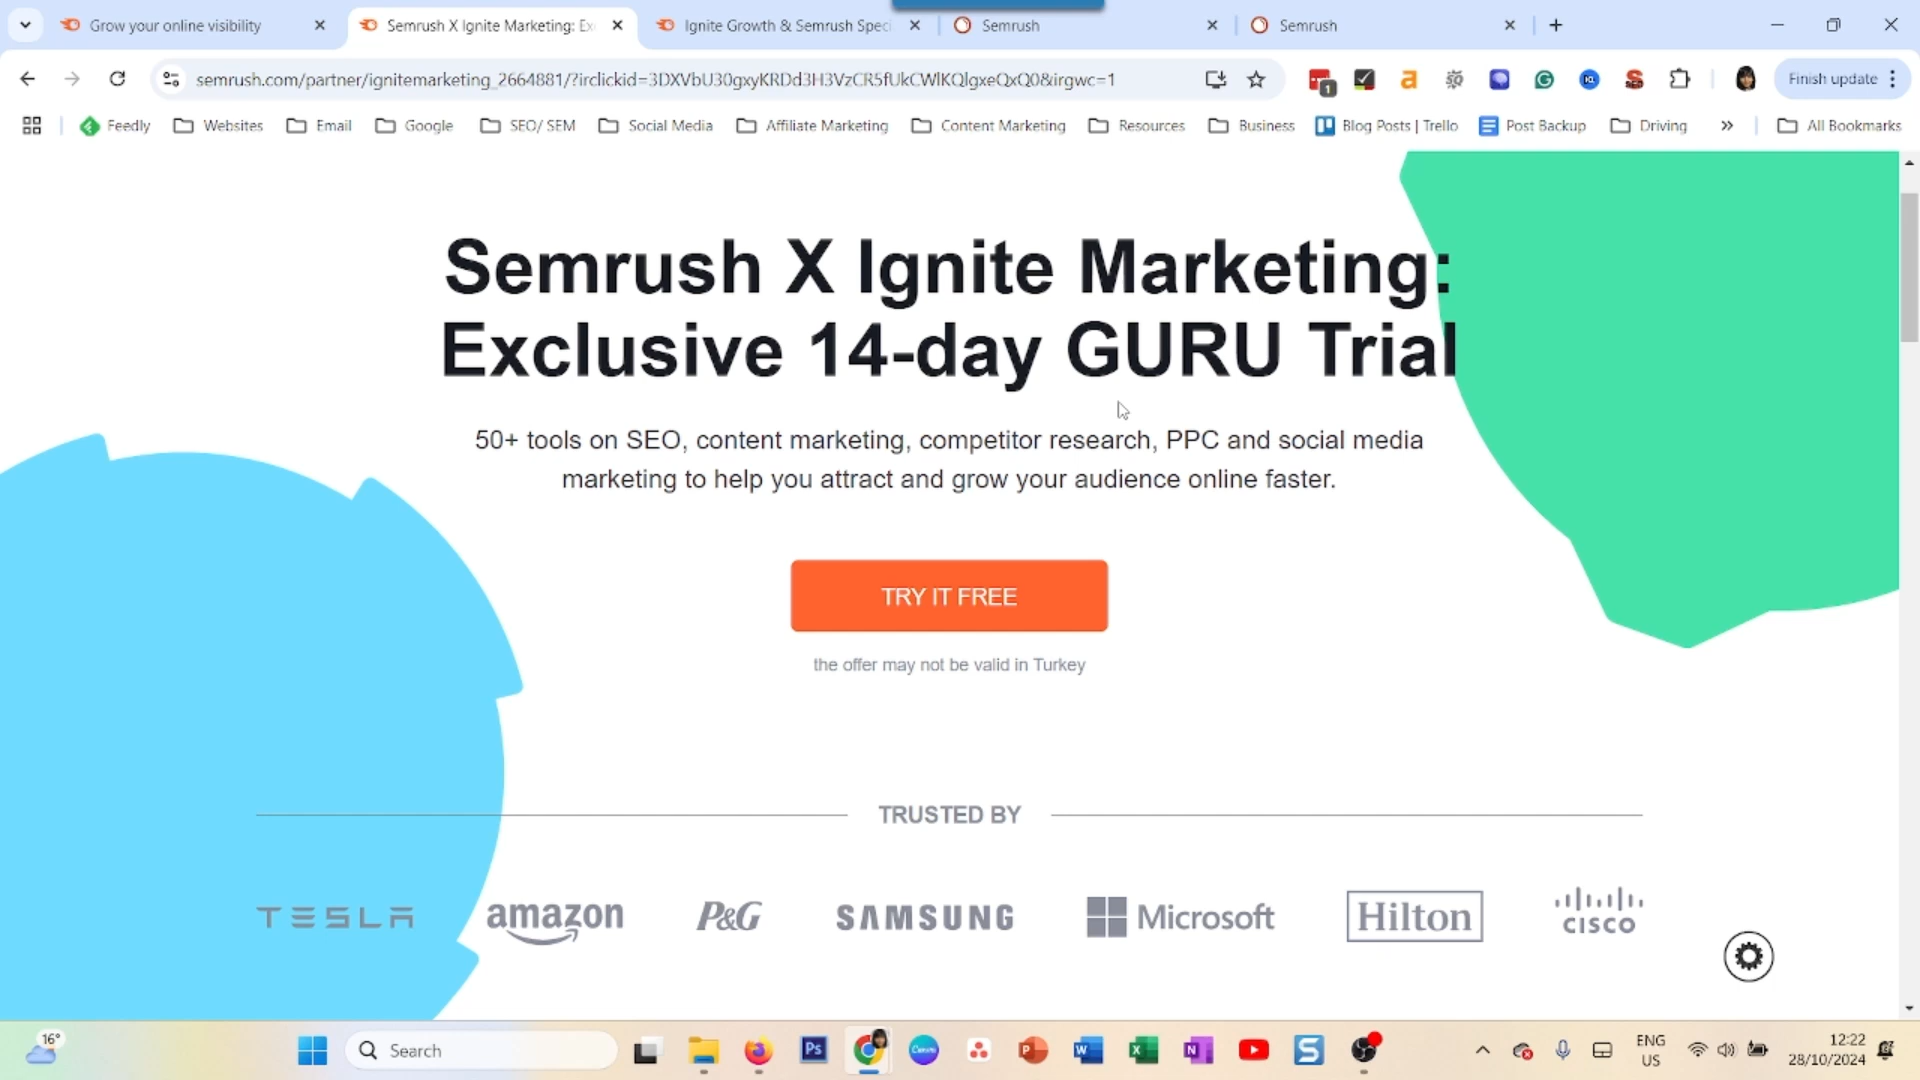 Grow your online visibility
Semrush X Ignite Marketing: Ex
Ignite Growth & Semrush Speci
Semrush
Semrush
semrush.com/partner/ignitemarketing_2664881/?irclickid=3DXVbU30gxyKRDd3H3VzCR5fUkCWlKQlgxeQxQ0&irgwc=1
1
Finish update
Feedly
Websites
Email
Google
SEO/ SEM
Social Media
Affiliate Marketing
Content Marketing
Resources
Business
Blog Posts | Trello
Post Backup
Driving
All Bookmarks
Semrush X Ignite Marketing:
Exclusive 14-day GURU Trial
50+ tools on SEO, content marketing, competitor research, PPC and social media
marketing to help you attract and grow your audience online faster.
TRY IT FREE
the offer may not be valid in Turkey
TRUSTED BY
TESLA
amazon
P&G
SAMSUNG
Microsoft
Hilton
CISCO
16°
Search
Ps
Canva
ENG
US
12:22
28/10/2024